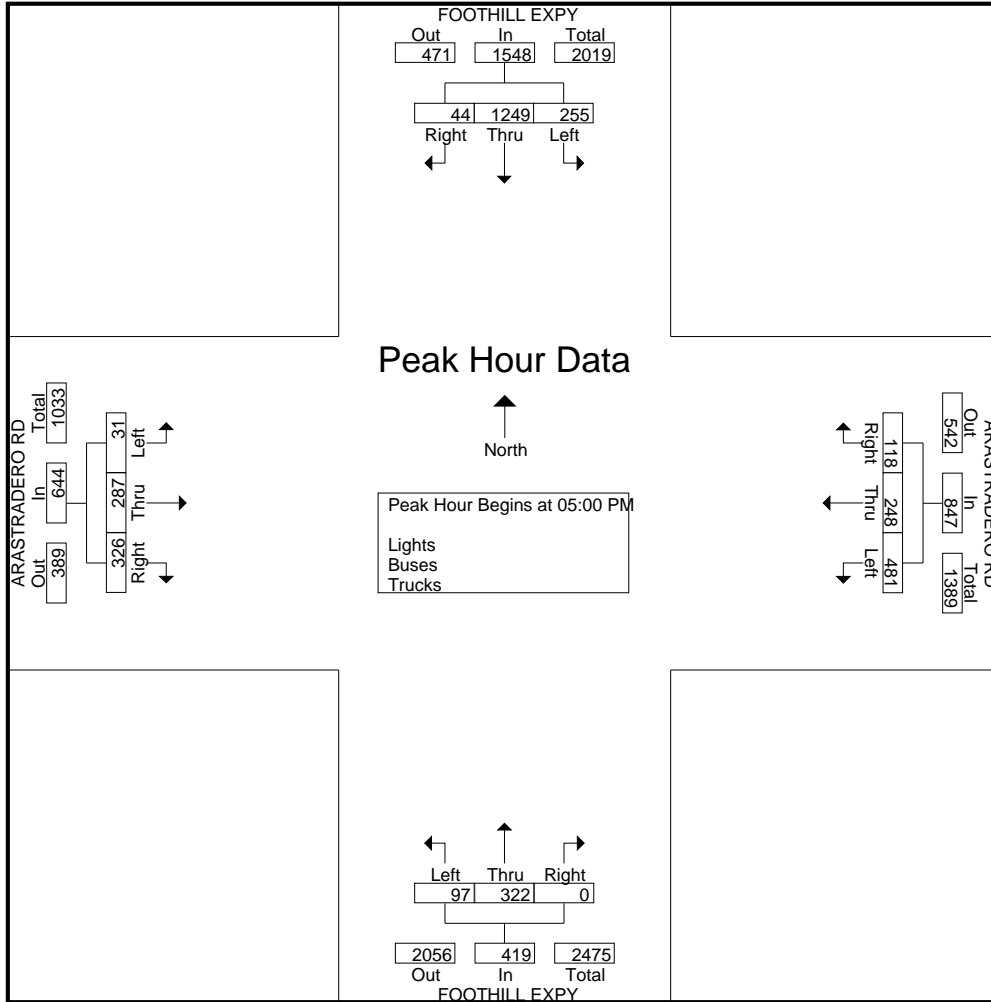 FOOTHILL EXPY
Out In Total
471 1548 2019
44 1249 255
Right Thru Left
Peak Hour Data
North
Peak Hour Begins at 05:00 PM
Lights
Buses
Trucks
ARASTRADERO RD
Out In Total
389 644 1033
31 287 326
Left Thru Right
ARASTRADERO RD
Out In Total
542 847 1389
118 248 481
Right Thru Left
Left Thru Right
97 322 0
2056 419 2475
Out In Total
FOOTHILL EXPY